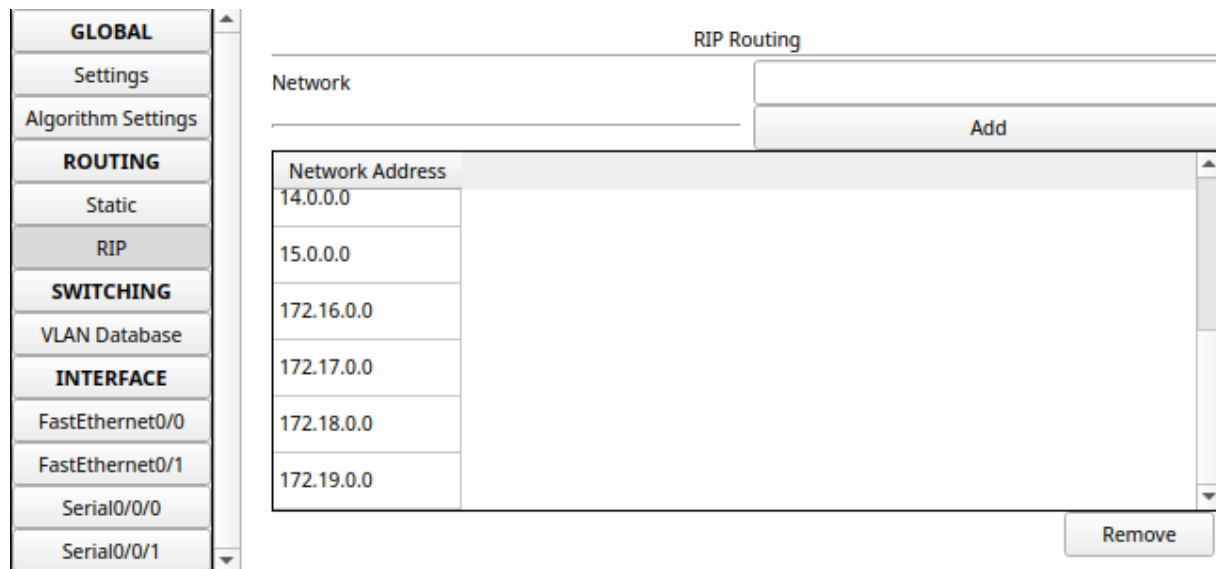 GLOBAL
Settings
Algorithm Settings
ROUTING
Static
RIP
SWITCHING
VLAN Database
INTERFACE
FastEthernet0/0
FastEthernet0/1
Serial0/0/0
Serial0/0/1
RIP Routing
Network
Add
Network Address
14.0.0.0
15.0.0.0
172.16.0.0
172.17.0.0
172.18.0.0
172.19.0.0
Remove